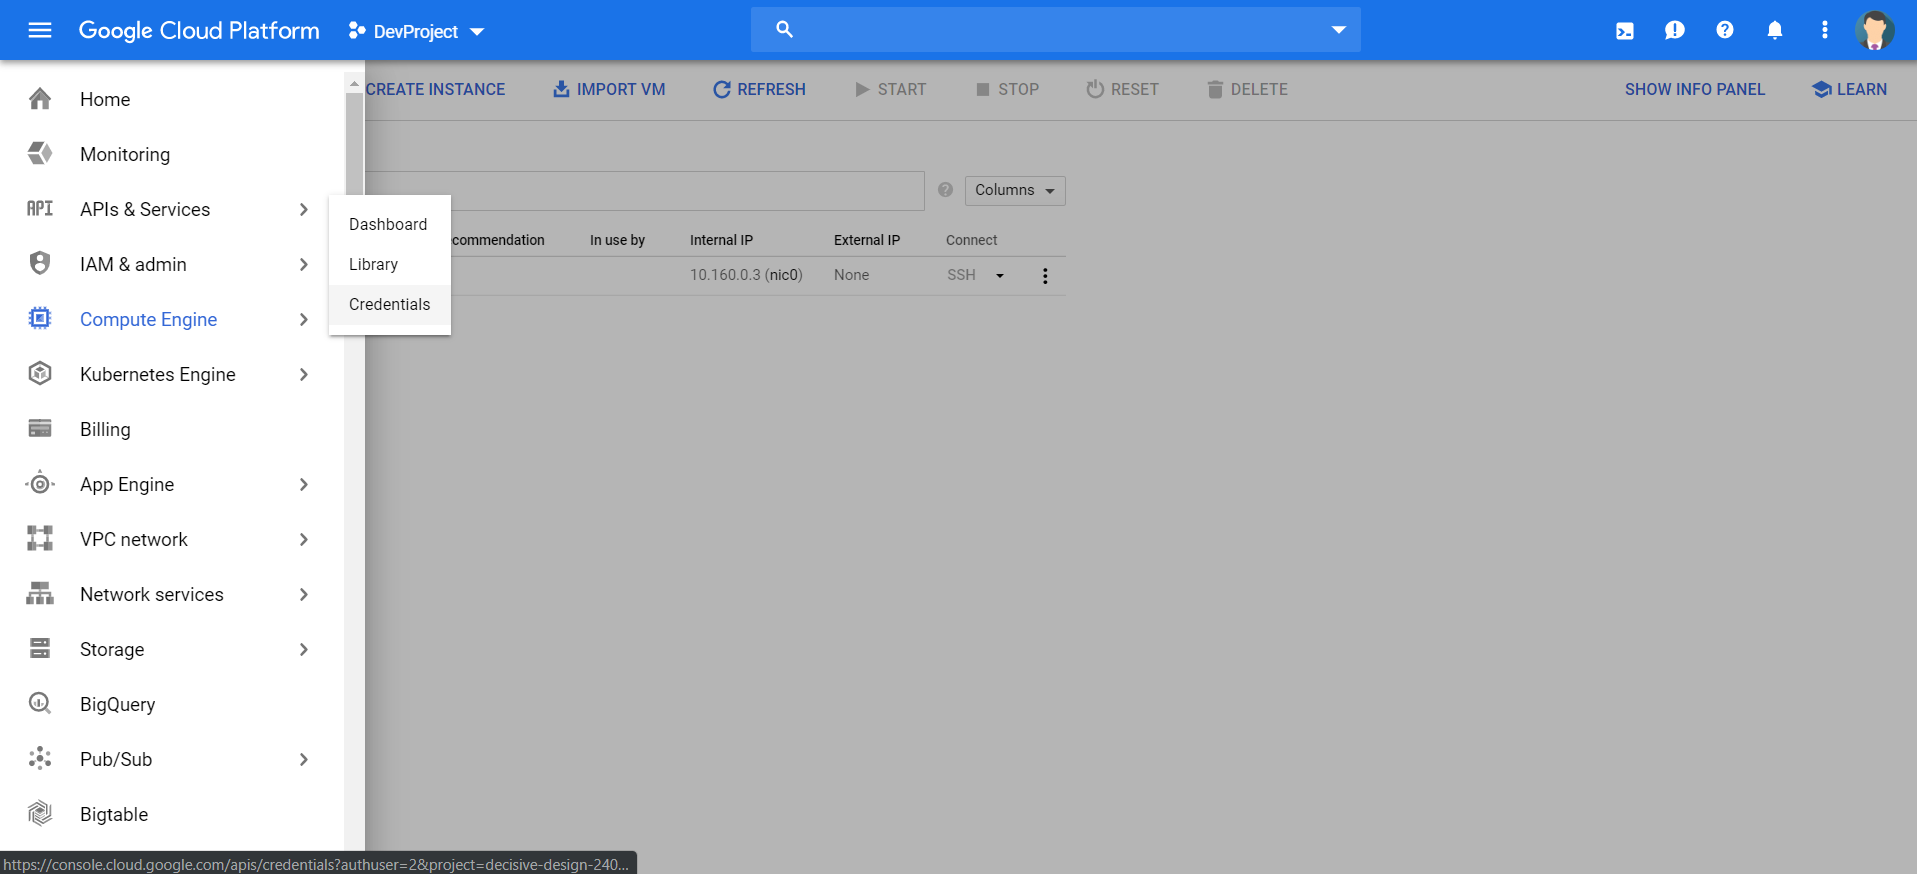 Google Cloud Platform DevProject
CREATE INSTANCE IMPORT VM REFRESH START STOP RESET DELETE SHOW INFO PANEL LEARN
Home
Monitoring
API APIs & Services
IAM & admin
Compute Engine
Kubernetes Engine
Billing
App Engine
VPC network
Network services
Storage
BigQuery
Pub/Sub
Bigtable
Dashboard
Library
Credentials
Columns
commendation In use by Internal IP External IP Connect
10.160.0.3 (nic0) None SSH
https://console.cloud.google.com/apis/credentials?authuser=2&project=decisive-design-240...